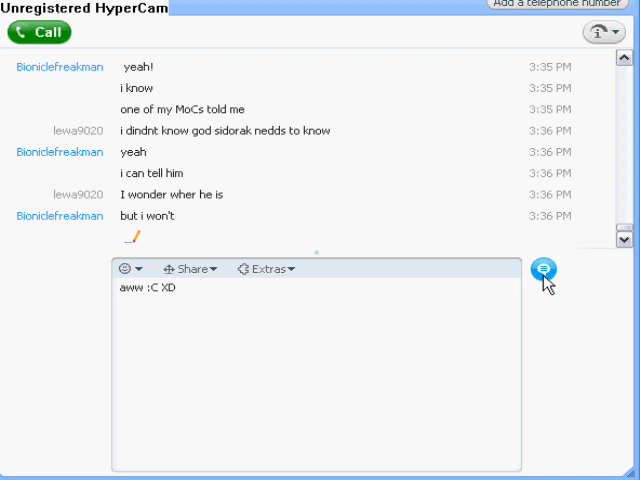 Unregistered HyperCam
Add a telephone number
Call
Bioniclefreakman yeah! 3:35 PM
i know 3:35 PM
one of my MoCs told me 3:35 PM
lewa9020 i dindnt know god sidorak nedds to know 3:36 PM
Bioniclefreakman yeah 3:36 PM
i can tell him 3:36 PM
lewa9020 I wonder wher he is 3:36 PM
Bioniclefreakman but i won't 3:36 PM
Share Extras
aww :C XD